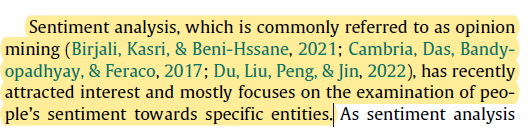 Sentiment analysis, which is commonly referred to as opinion
mining (Birjali, Kasri, & Beni-Hssane, 2021; Cambria, Das, Bandy-
opadhyay, & Feraco, 2017; Du, Liu, Peng, & Jin, 2022), has recently
attracted interest and mostly focuses on the examination of peo-
ple's sentiment towards specific entities. As sentiment analysis